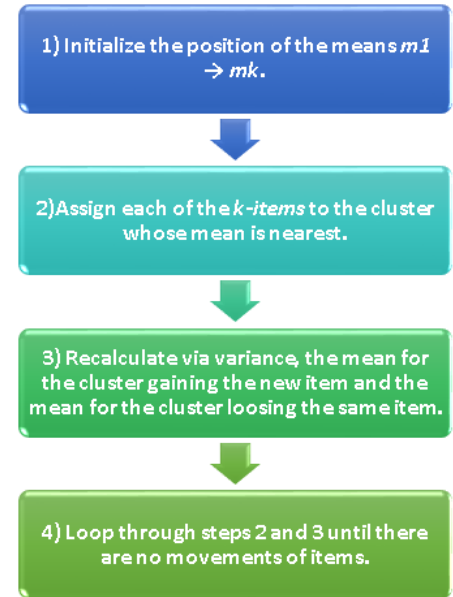 1) Initialize the position of the means m1
→ mk.
2)Assign each of the k-items to the cluster
whose mean is nearest.
3) Recalculate via variance, the mean for
the cluster gaining the new item and the
mean for the cluster loosing the same item.
4) Loop through steps 2 and 3 until there
are no movements of items.